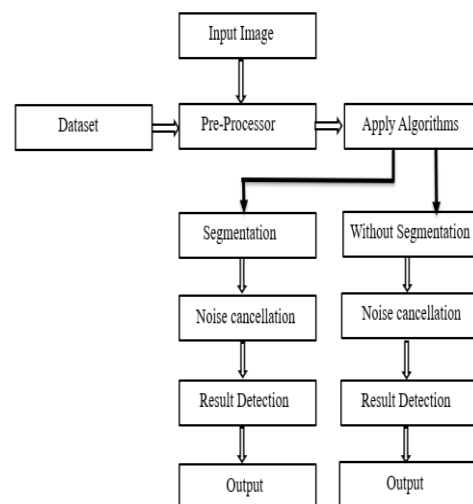 Input Image
Dataset
Pre-Processor
Apply Algorithms
Segmentation
Without Segmentation
Noise cancellation
Noise cancellation
Result Detection
Result Detection
Output
Output